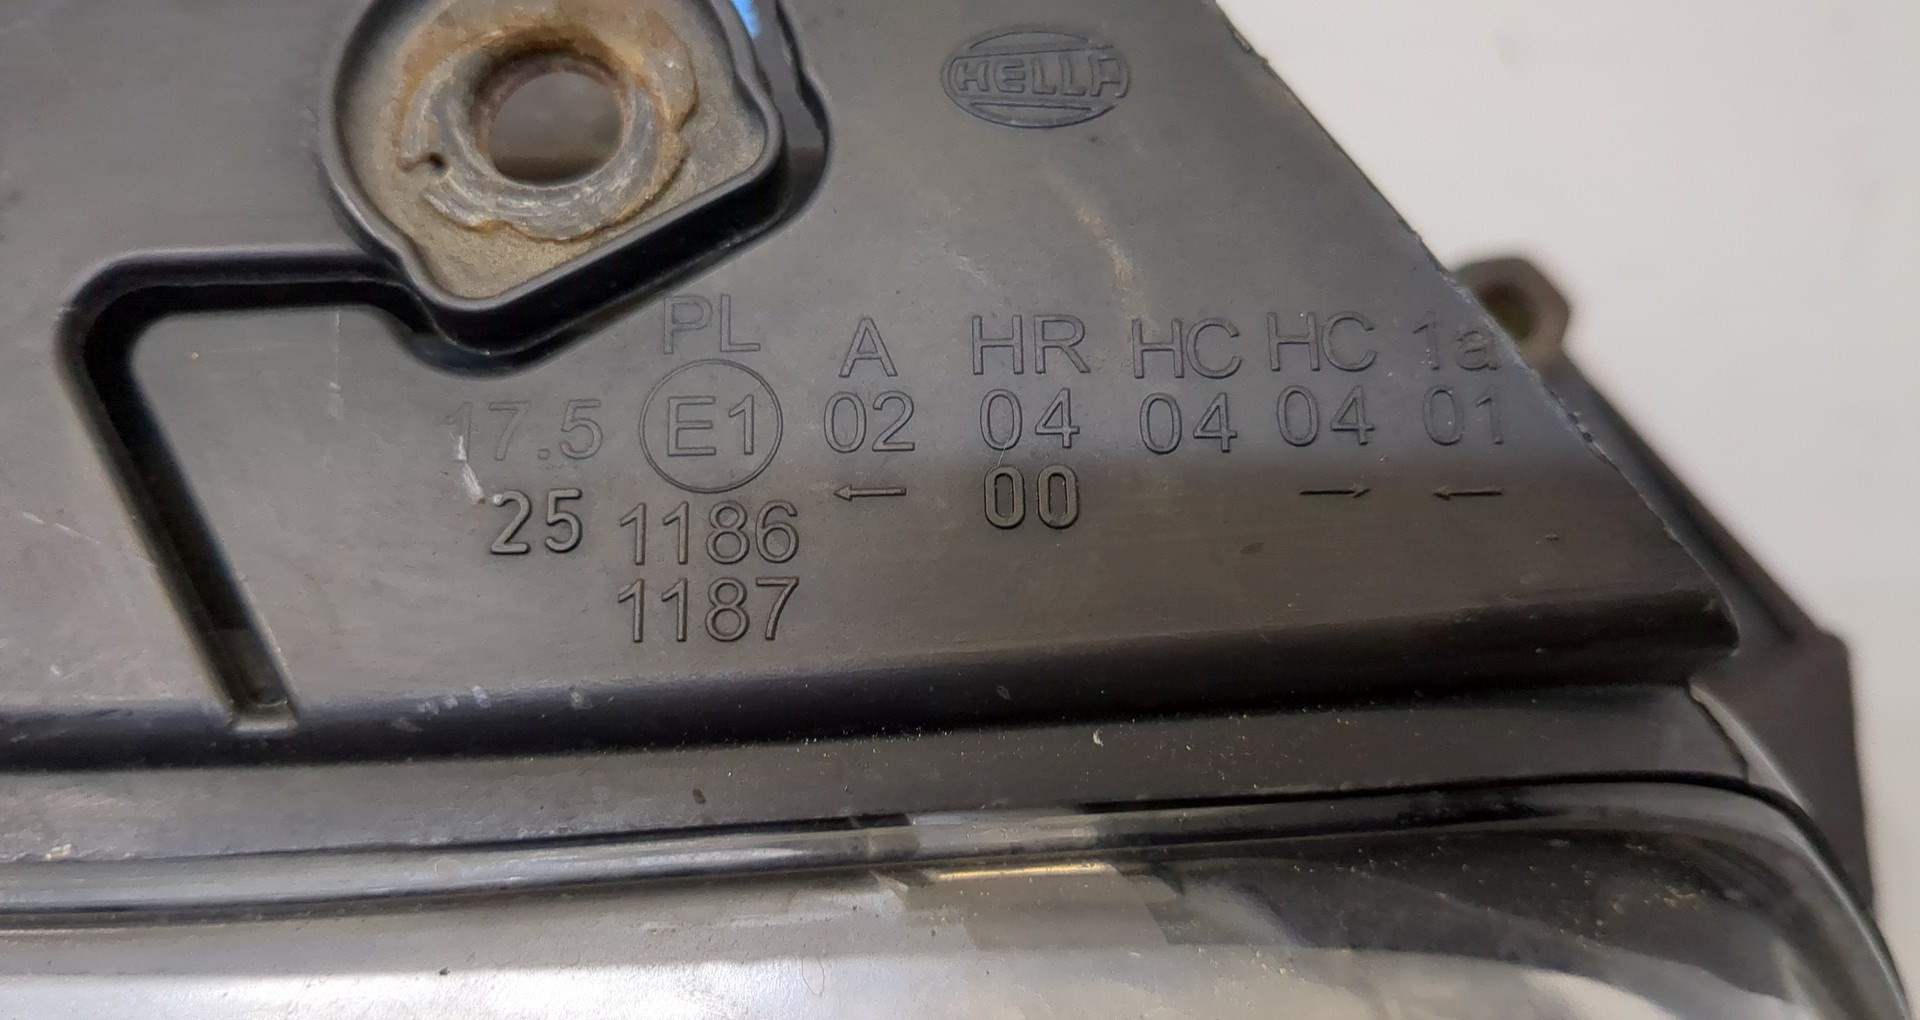 HELLA
PL A HR HC HC 1a
17.5 E1 02 04 04 04 01
25 1186 ← 00 → ←
1187